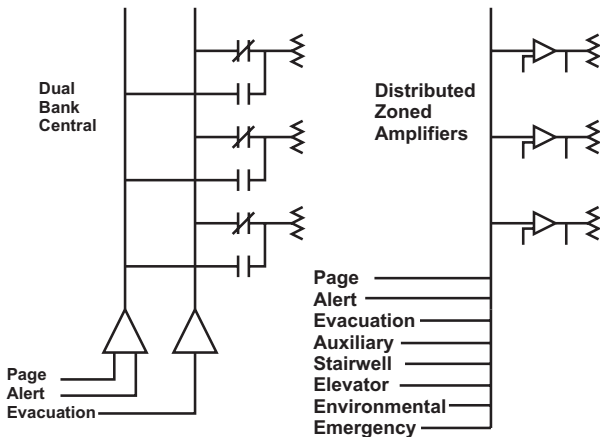 Dual
Bank
Central
Page
Alert
Evacuation
Distributed
Zoned
Amplifiers
Page
Alert
Evacuation
Auxiliary
Stairwell
Elevator
Environmental
Emergency